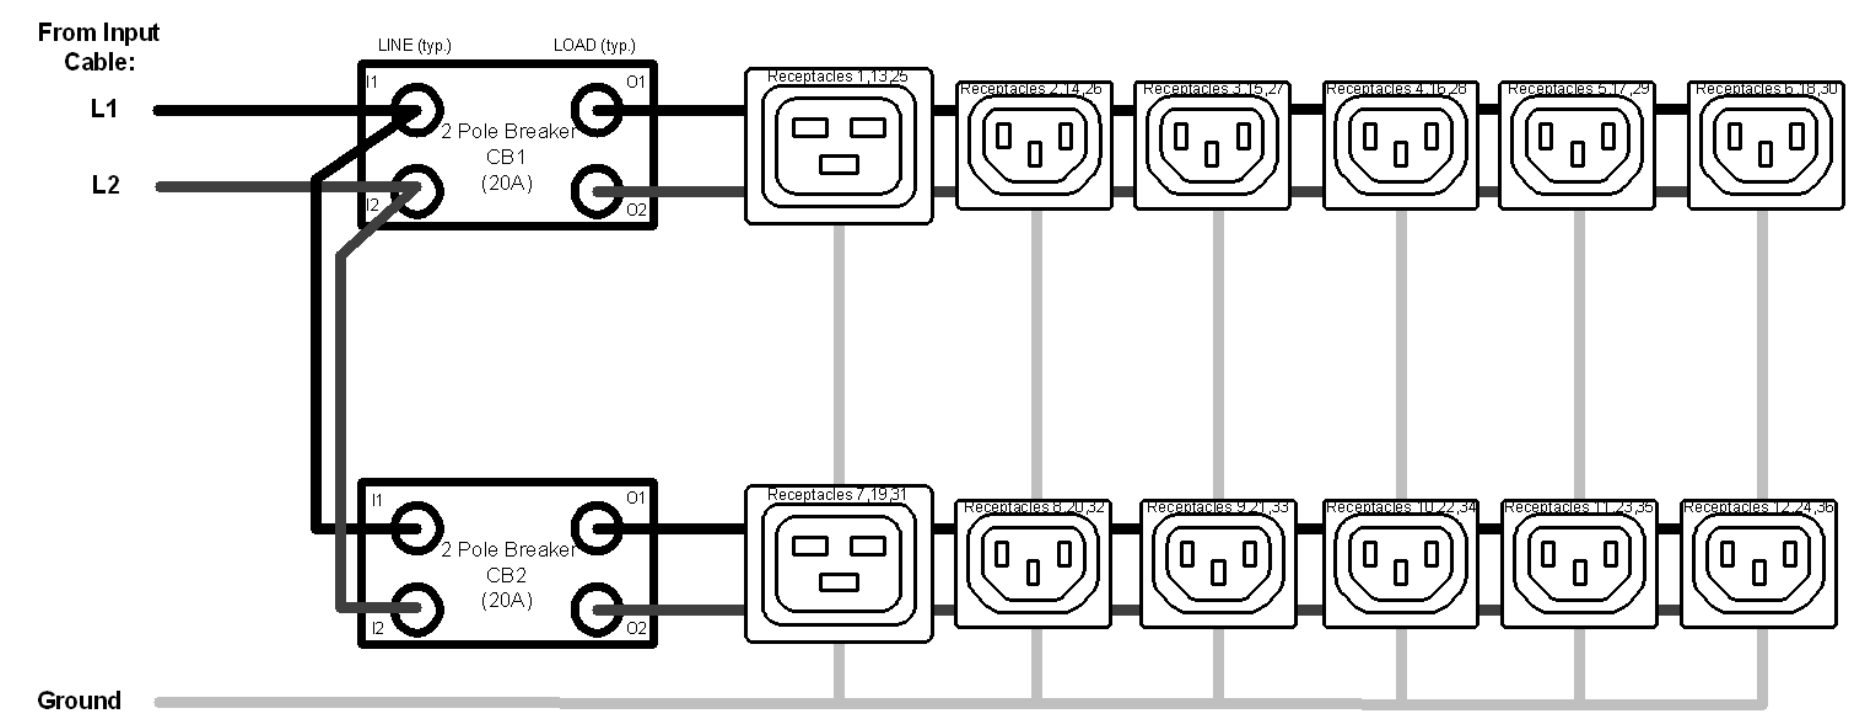 From Input
Cable:
LINE (typ.)
LOAD (typ.)
L1
L2
I1
O1
2 Pole Breaker
CB1
(20A)
I2
O2
Receptacles 1,13,25
Receptacles 2,14,26
Receptacles 3,15,27
Receptacles 4,16,28
Receptacles 5,17,29
Receptacles 6,18,30
I1
O1
2 Pole Breaker
CB2
(20A)
I2
O2
Receptacles 7,19,31
Receptacles 8,20,32
Receptacles 9,21,33
Receptacles 10,22,34
Receptacles 11,23,35
Receptacles 12,24,36
Ground